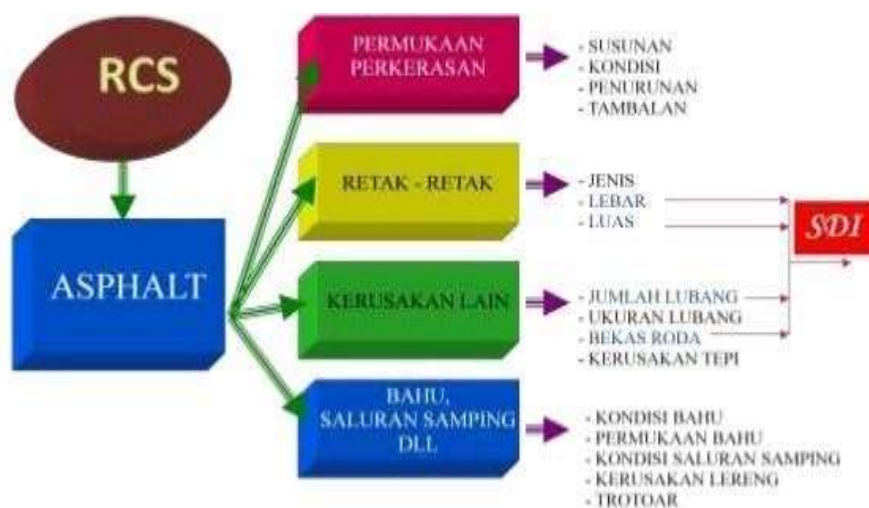 RCS
ASPHALT
PERMUKAAN
PERKERASAN
- SUSUNAN
- KONDISI
- PENURUNAN
- TAMBALAN
RETAK - RETAK
- JENIS
- LEBAR
- LUAS
SDI
KERUSAKAN LAIN
- JUMLAH LUBANG
- UKURAN LUBANG
- BEKAS RODA
- KERUSAKAN TEPI
BAHU,
SALURAN SAMPING
DLL
- KONDISI BAHU
- PERMUKAAN BAHU
- KONDISI SALURAN SAMPING
- KERUSAKAN LERENG
- TROTOAR